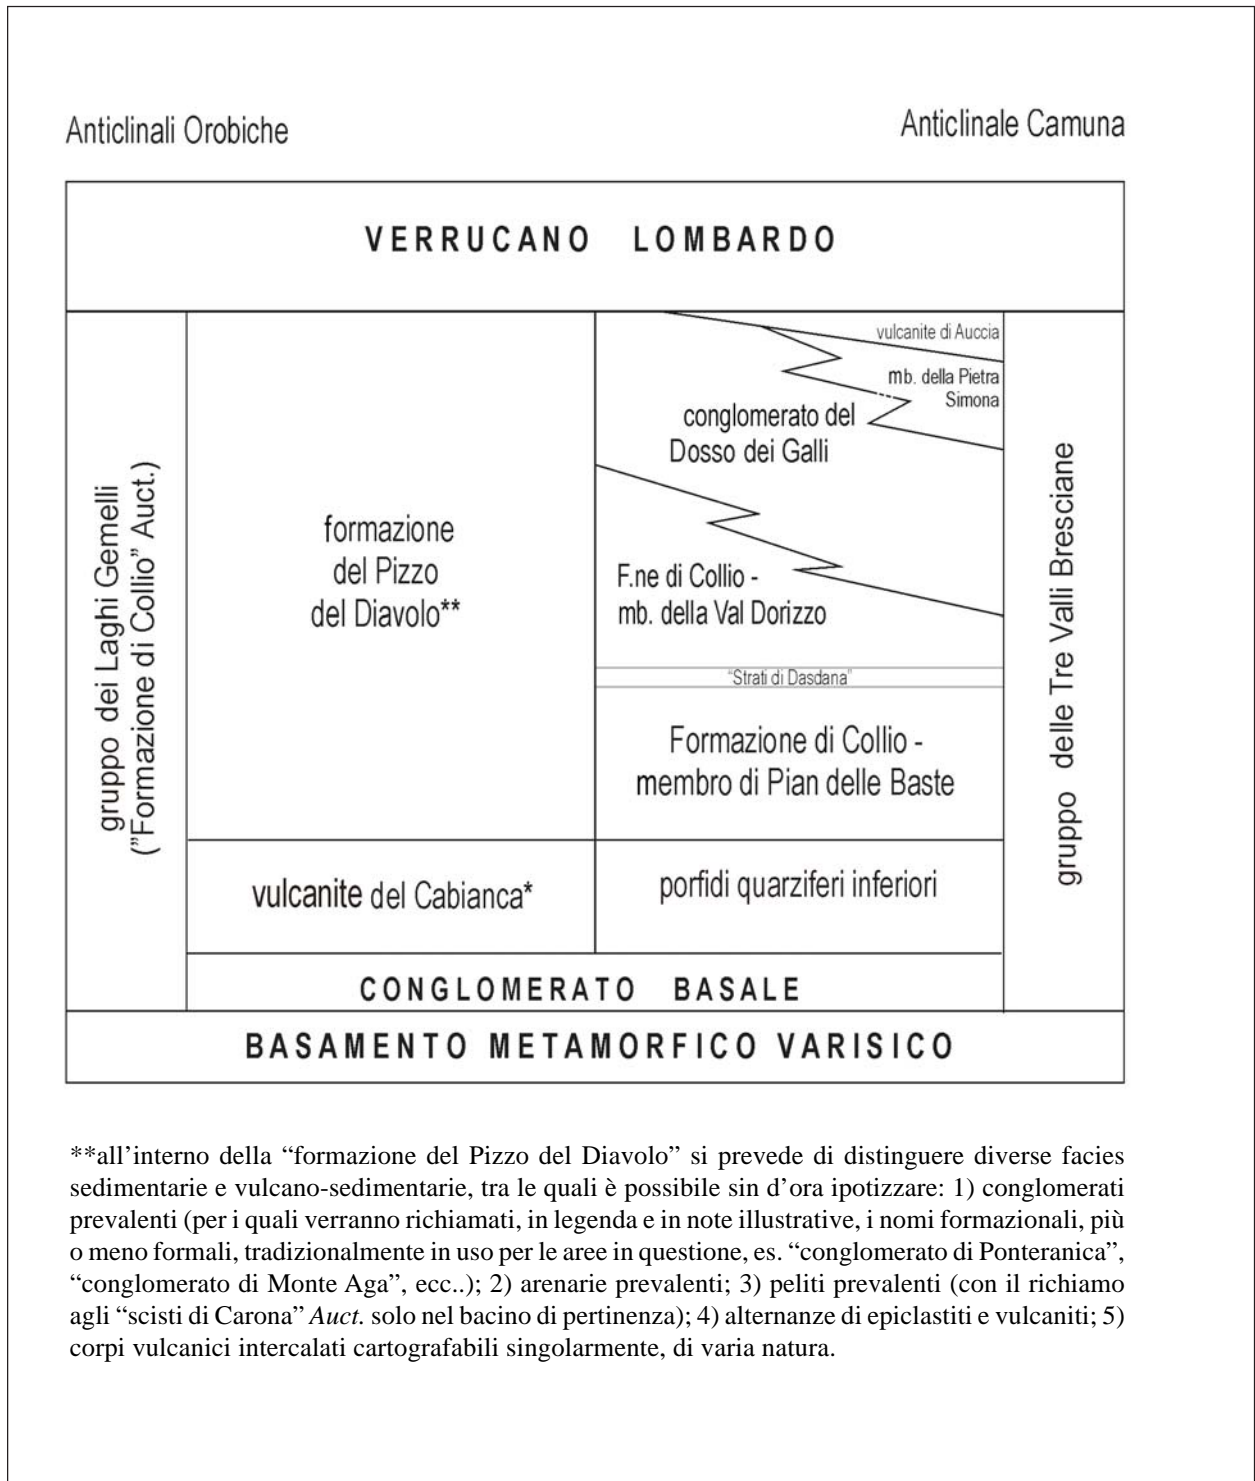 Anticlinali Orobiche
Anticlinale Camuna
VERRUCANO LOMBARDO
gruppo dei Laghi Gemelli
("Formazione di Collio" Auct.)
formazione
del Pizzo
del Diavolo**
vulcanite del Cabianca*
vulcanite di Auccia
mb. della Pietra
Simona
conglomerato del
Dosso dei Galli
F.ne di Collio -
mb. della Val Dorizzo
"Strati di Dasdana"
Formazione di Collio -
membro di Pian delle Baste
porfidi quarziferi inferiori
gruppo delle Tre Valli Bresciane
CONGLOMERATO BASALE
BASAMENTO METAMORFICO VARISICO
**all'interno della “formazione del Pizzo del Diavolo” si prevede di distinguere diverse facies
sedimentarie e vulcano-sedimentarie, tra le quali è possibile sin d'ora ipotizzare: 1) conglomerati
prevalenti (per i quali verranno richiamati, in legenda e in note illustrative, i nomi formazionali, più
o meno formali, tradizionalmente in uso per le aree in questione, es. “conglomerato di Ponteranica”,
“conglomerato di Monte Aga”, ecc..); 2) arenarie prevalenti; 3) peliti prevalenti (con il richiamo
agli “scisti di Carona” Auct. solo nel bacino di pertinenza); 4) alternanze di epiclastiti e vulcaniti; 5)
corpi vulcanici intercalati cartografabili singolarmente, di varia natura.